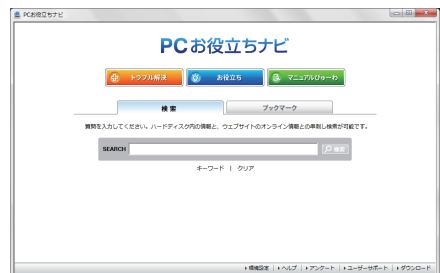 PCお役立ちナビ
PCお役立ちナビ
トラブル解決 お役立ち マニュアルびゅーわ
検索 ブックマーク
質問を入力してください。ハードディスク内の情報と、ウェブサイトのオンライン情報との串刺し検索が可能です。
SEARCH 検索
キーワード | クリア
環境設定 ヘルプ アンケート ユーザーサポート ダウンロード